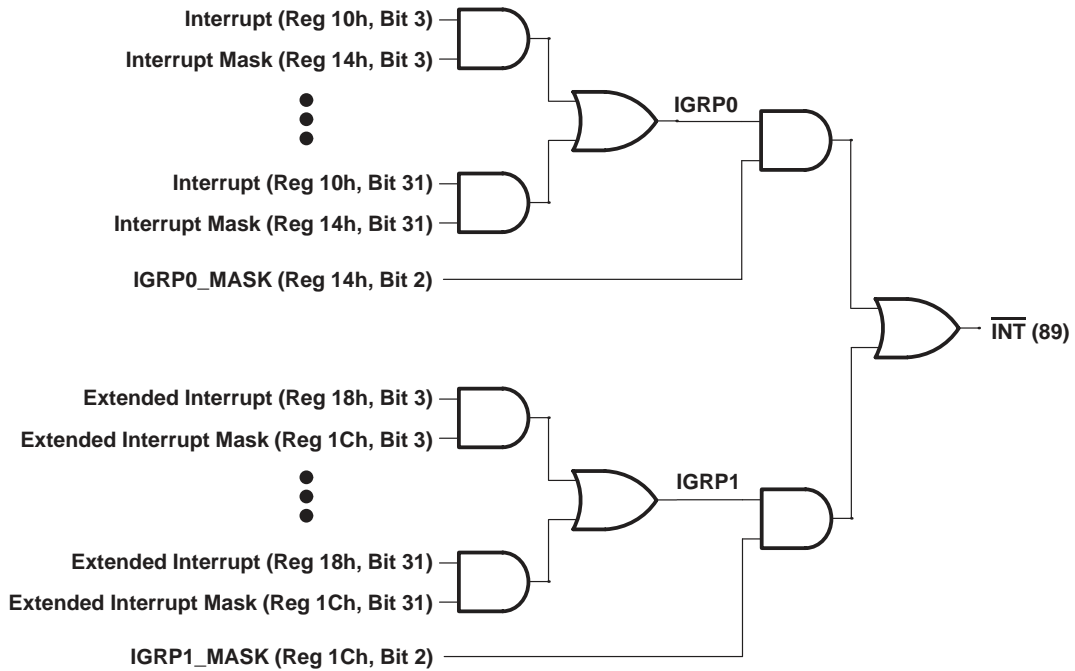 Interrupt (Reg 10h, Bit 3)
Interrupt Mask (Reg 14h, Bit 3)
IGRP0
Interrupt (Reg 10h, Bit 31)
Interrupt Mask (Reg 14h, Bit 31)
IGRP0_MASK (Reg 14h, Bit 2)
INT (89)
Extended Interrupt (Reg 18h, Bit 3)
Extended Interrupt Mask (Reg 1Ch, Bit 3)
IGRP1
Extended Interrupt (Reg 18h, Bit 31)
Extended Interrupt Mask (Reg 1Ch, Bit 31)
IGRP1_MASK (Reg 1Ch, Bit 2)